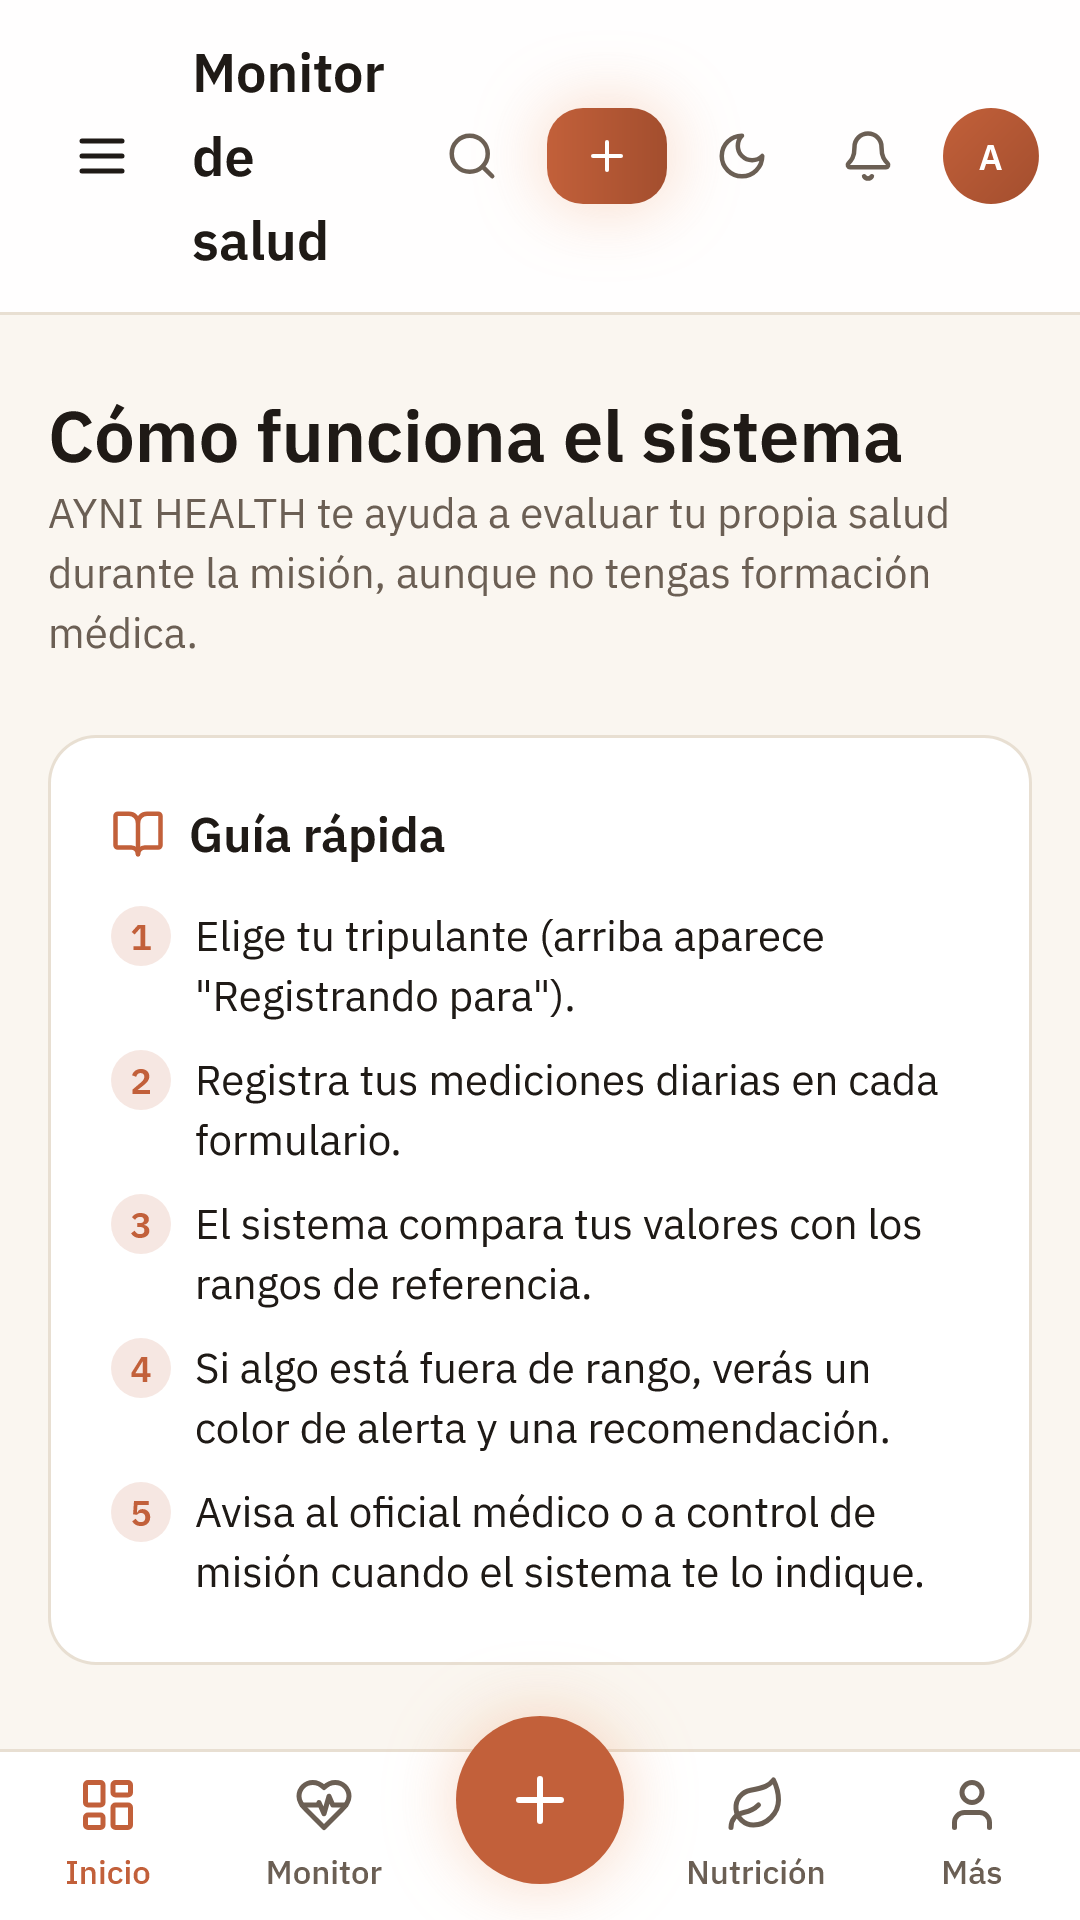 Monitor
de
salud
A
Cómo funciona el sistema
AYNI HEALTH te ayuda a evaluar tu propia salud
durante la misión, aunque no tengas formación
médica.
Guía rápida
1 Elige tu tripulante (arriba aparece
"Registrando para").
2 Registra tus mediciones diarias en cada
formulario.
3 El sistema compara tus valores con los
rangos de referencia.
4 Si algo está fuera de rango, verás un
color de alerta y una recomendación.
5 Avisa al oficial médico o a control de
misión cuando el sistema te lo indique.
Inicio
Monitor
Nutrición
Más